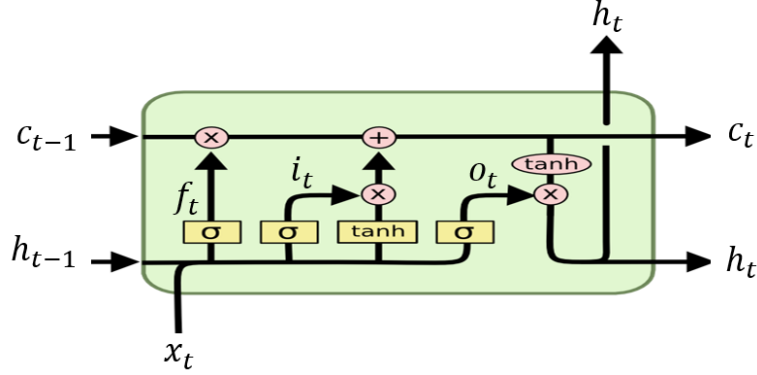 h_t
c_{t-1} × + c_t
tanh
i_t × o_t ×
f_t
σ σ tanh σ
h_{t-1} h_t
x_t